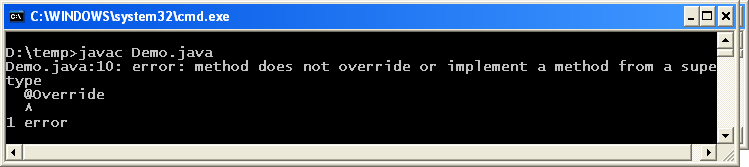 C:\WINDOWS\system32\cmd.exe
D:\temp>javac Demo.java
Demo.java:10: error: method does not override or implement a method from a supe
type
@Override
^
1 error